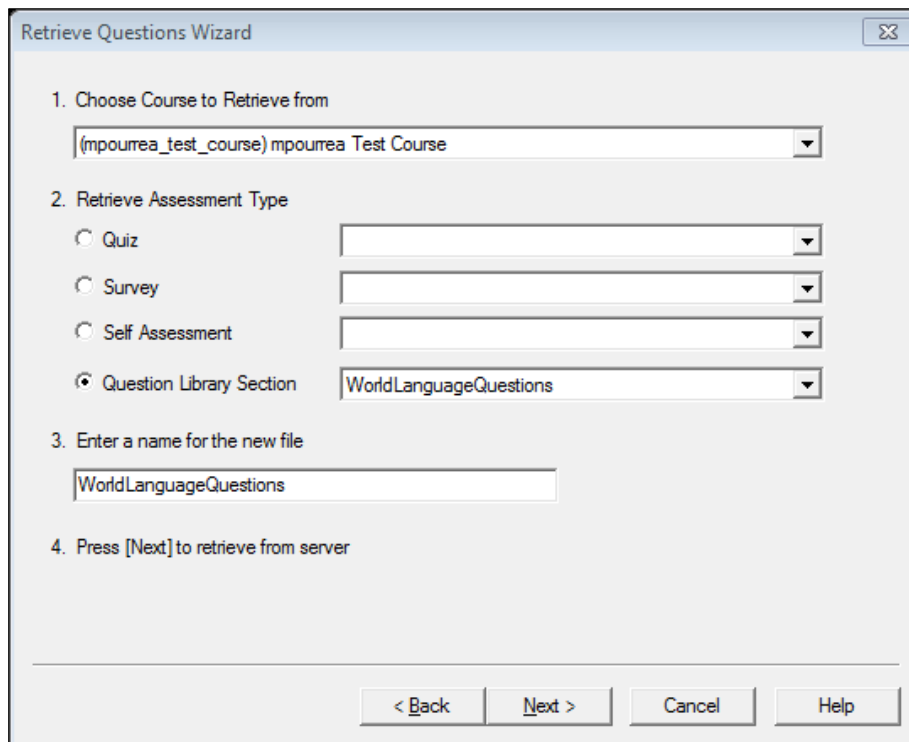 Retrieve Questions Wizard
1. Choose Course to Retrieve from
(mpourrea_test_course) mpourrea Test Course
2. Retrieve Assessment Type
Quiz
Survey
Self Assessment
Question Library Section WorldLanguageQuestions
3. Enter a name for the new file
WorldLanguageQuestions
4. Press [Next] to retrieve from server
< Back Next > Cancel Help